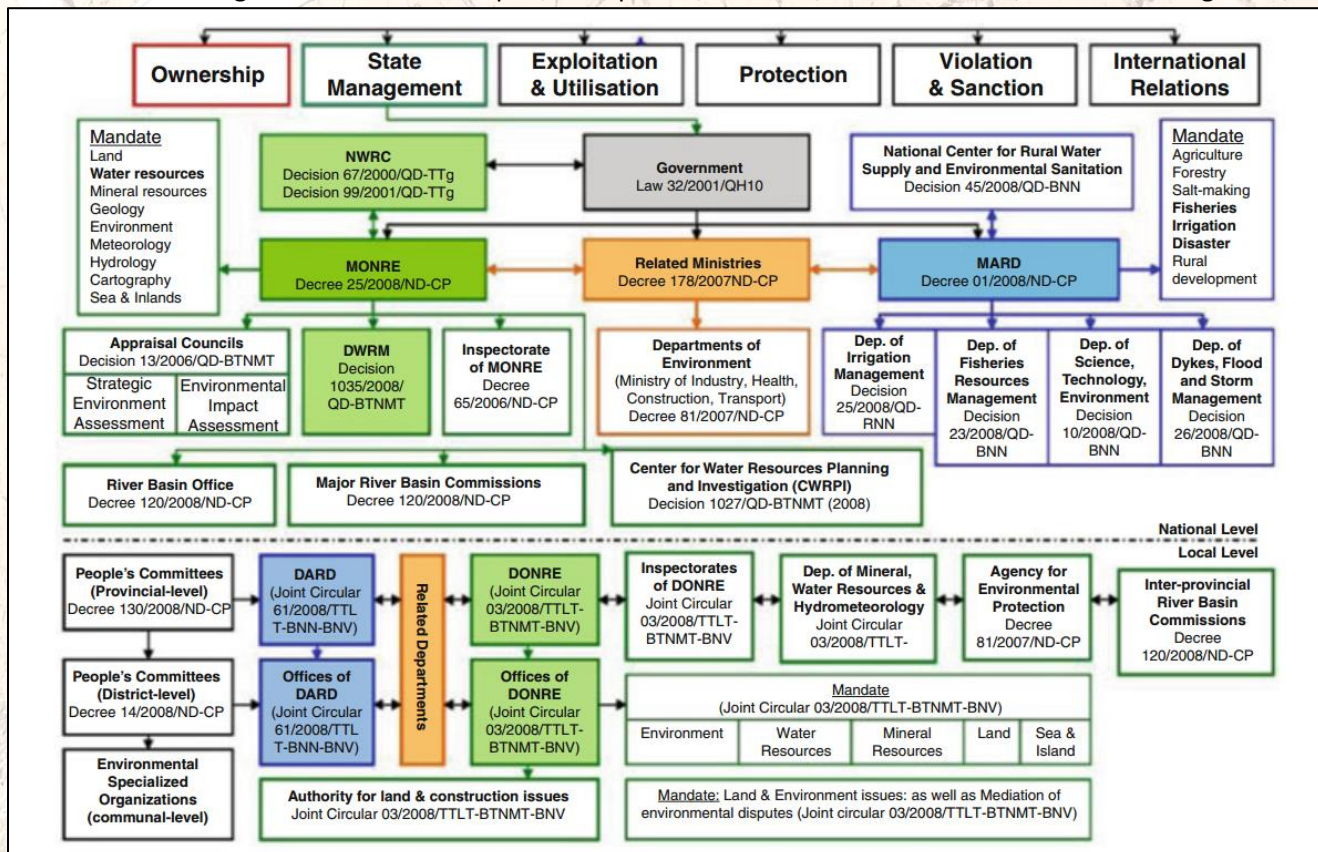 Ownership
State
Management
Exploitation
& Utilisation
Protection
Violation
& Sanction
International
Relations
Mandate
Land
Water resources
Mineral resources
Geology
Environment
Meteorology
Hydrology
Cartography
Sea & Inlands
NWRC
Decision 67/2000/QD-TTg
Decision 99/2001/QD-TTg
Government
Law 32/2001/QH10
National Center for Rural Water
Supply and Environmental Sanitation
Decision 45/2008/QD-BNN
Mandate
Agriculture
Forestry
Salt-making
Fisheries
Irrigation
Disaster
Rural
development
MONRE
Decree 25/2008/ND-CP
Related Ministries
Decree 178/2007ND-CP
MARD
Decree 01/2008/ND-CP
Appraisal Councils
Decision 13/2006/QD-BTNMT
Strategic
Environment
Assessment
Environmental
Impact
Assessment
DWRM
Decision
1035/2008/
QD-BTNMT
Inspectorate
of MONRE
Decree
65/2006/ND-CP
Departments of
Environment
(Ministry of Industry, Health,
Construction, Transport)
Decree 81/2007/ND-CP
Dep. of
Irrigation
Management
Decision
25/2008/QD-
RNN
Dep. of
Fisheries
Resources
Management
Decision
23/2008/QD-
BNN
Dep. of
Science,
Technology,
Environment
Decision
10/2008/QD-
BNN
Dep. of
Dykes, Flood
and Storm
Management
Decision
26/2008/QD-
BNN
River Basin Office
Decree 120/2008/ND-CP
Major River Basin Commissions
Decree 120/2008/ND-CP
Center for Water Resources Planning
and Investigation (CWRPI)
Decision 1027/QD-BTNMT (2008)
National Level
Local Level
People's Committees
(Provincial-level)
Decree 130/2008/ND-CP
DARD
(Joint Circular
61/2008/TTL
T-BNN-BNV)
Related Departments
DONRE
(Joint Circular
03/2008/TTLT-
BTNMT-BNV)
Inspectorates
of DONRE
Joint Circular
03/2008/TTLT-
BTNMT-BNV
Dep. of Mineral,
Water Resources &
Hydrometeorology
Joint Circular
03/2008/TTLT-
Agency for
Environmental
Protection
Decree
81/2007/ND-CP
Inter-provincial
River Basin
Commissions
Decree
120/2008/ND-CP
People's Committees
(District-level)
Decree 14/2008/ND-CP
Offices of
DARD
(Joint Circular
61/2008/TTL
T-BNN-BNV)
Offices of
DONRE
(Joint Circular
03/2008/TTLT-
BTNMT-BNV)
Mandate
(Joint Circular 03/2008/TTLT-BTNMT-BNV)
Environment
Water
Resources
Mineral
Resources
Land
Sea &
Island
Environmental
Specialized
Organizations
(communal-level)
Authority for land & construction issues
Joint Circular 03/2008/TTLT-BTNMT-BNV
Mandate: Land & Environment issues: as well as Mediation of
environmental disputes (Joint circular 03/2008/TTLT-BTNMT-BNV)